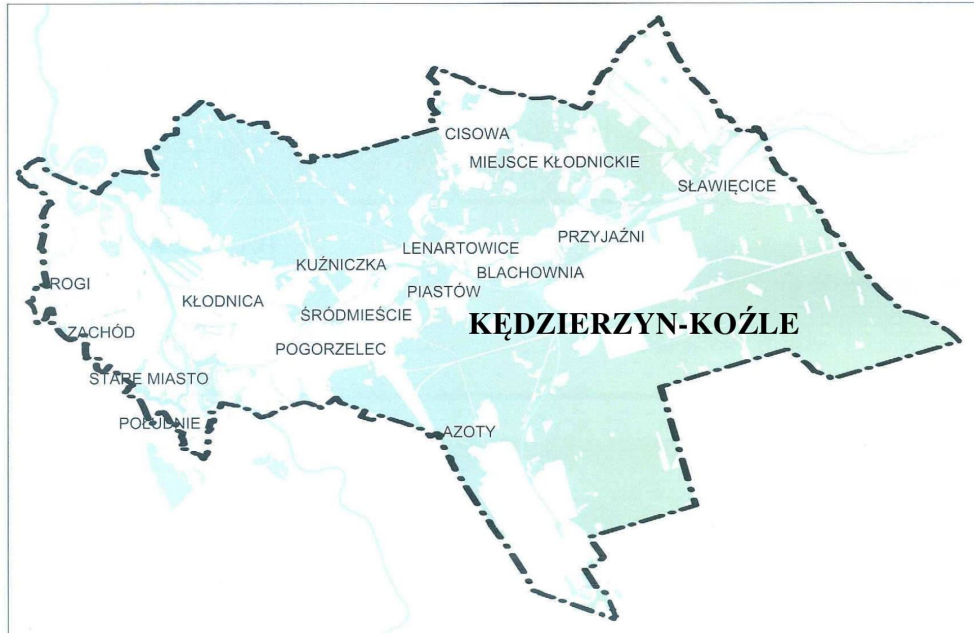 CISOWA
MIEJSCE KŁODNICKIE
SŁAWIĘCICE
PRZYJAŹNI
LENARTOWICE
KUŹNICZKA
BLACHOWNIA
ROGI
PIASTÓW
KŁODNICA
ŚRÓDMIEŚCIE
KĘDZIERZYN-KOŹLE
ZACHÓD
POGORZELEC
STARE MIASTO
POŁUDNIE
AZOTY